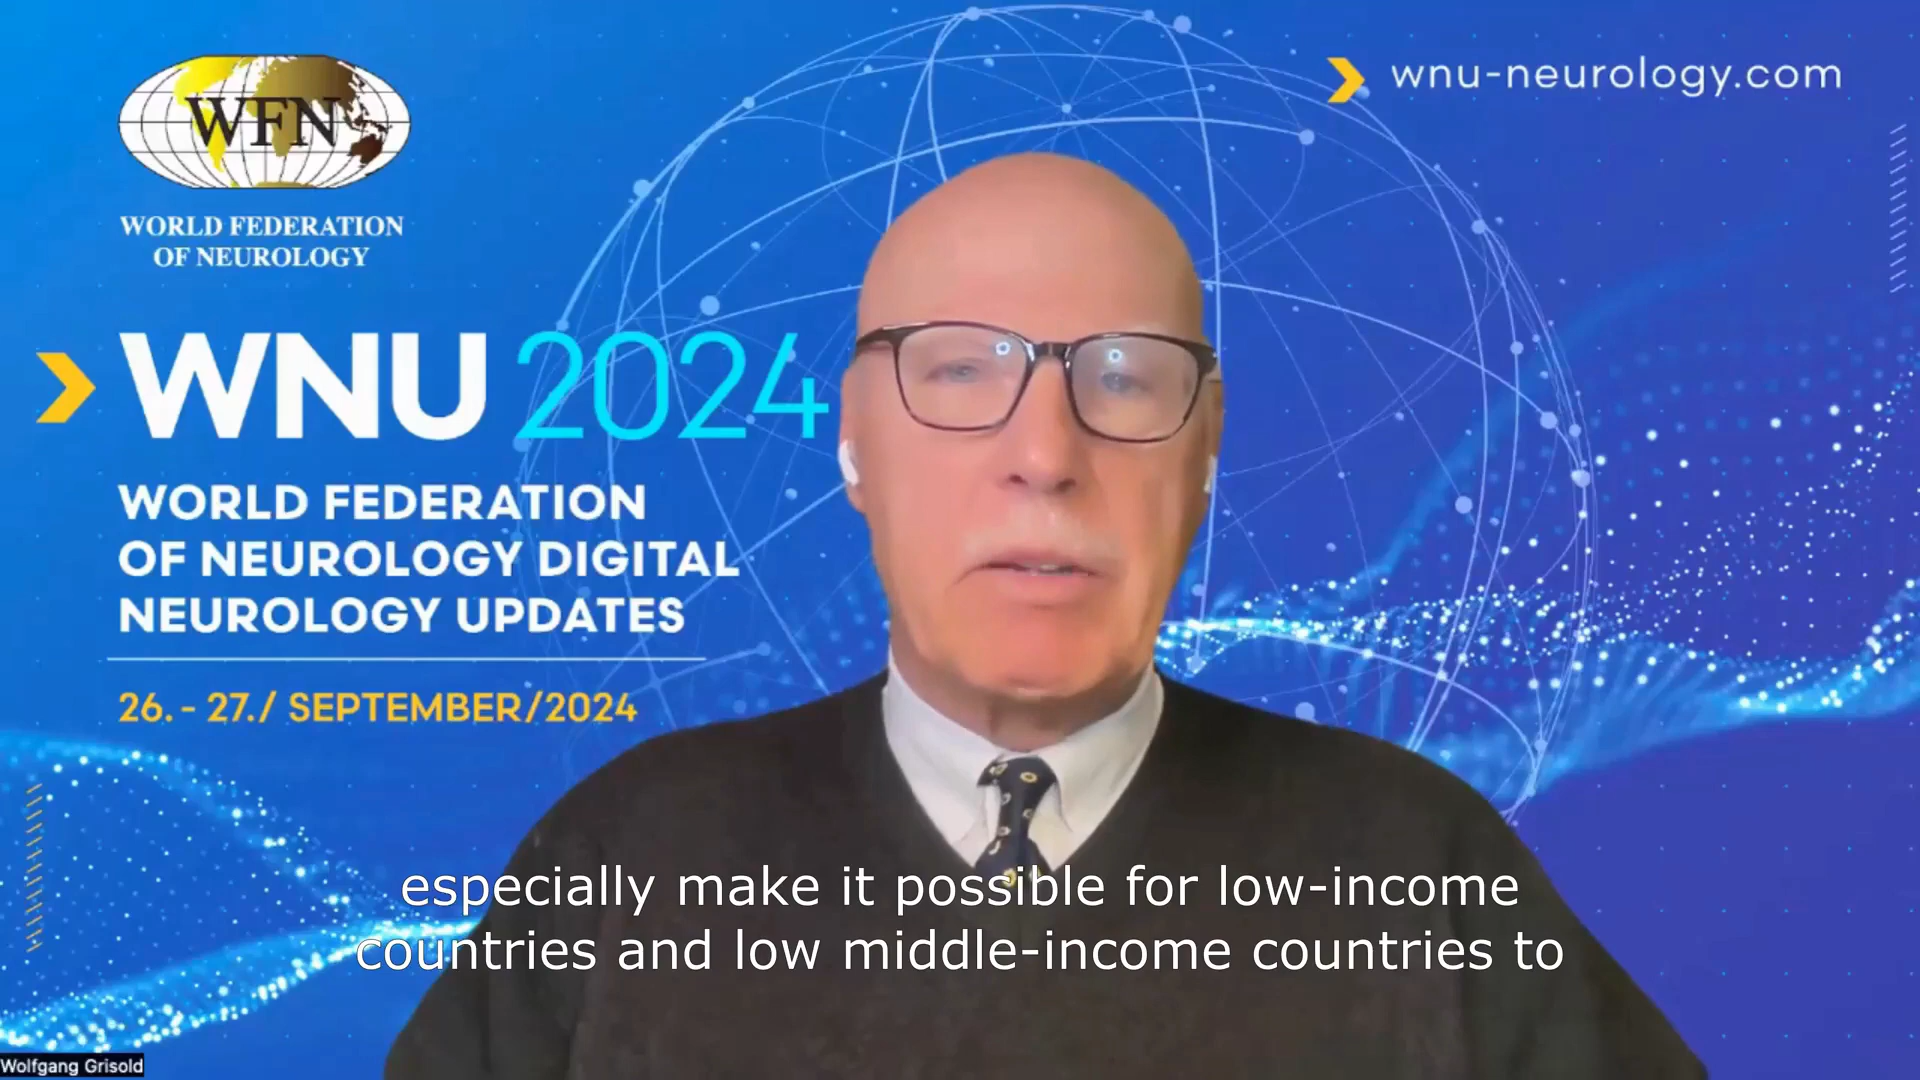 WFN
WORLD FEDERATION
OF NEUROLOGY
wnu-neurology.com
WNU 2024
WORLD FEDERATION
OF NEUROLOGY DIGITAL
NEUROLOGY UPDATES
26. - 27./ SEPTEMBER/2024
especially make it possible for low-income
countries and low middle-income countries to
Wolfgang Grisold